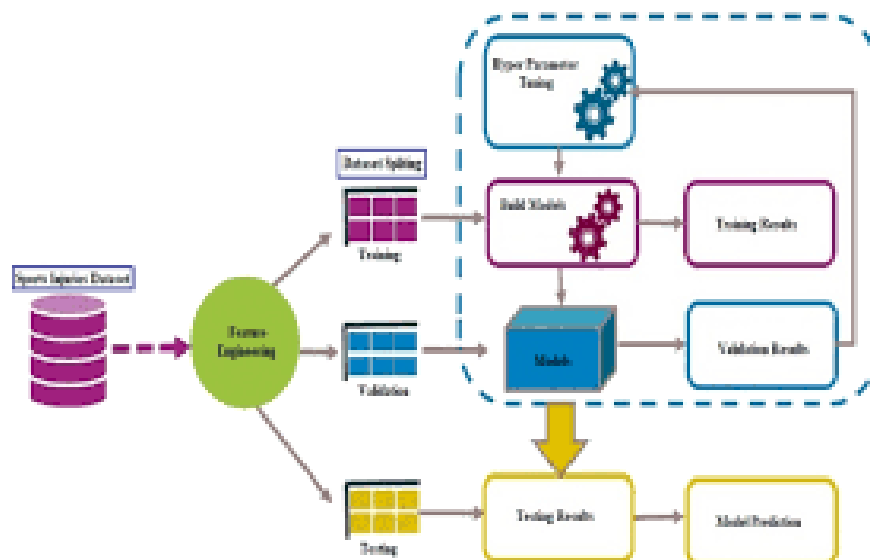 Hyper Parameter
Tuning
Dataset Spliting
Build Models
Training Results
Training
Sports Injuries Dataset
Feature
Engineering
Models
Validation Results
Validation
Testing Results
Model Prediction
Testing